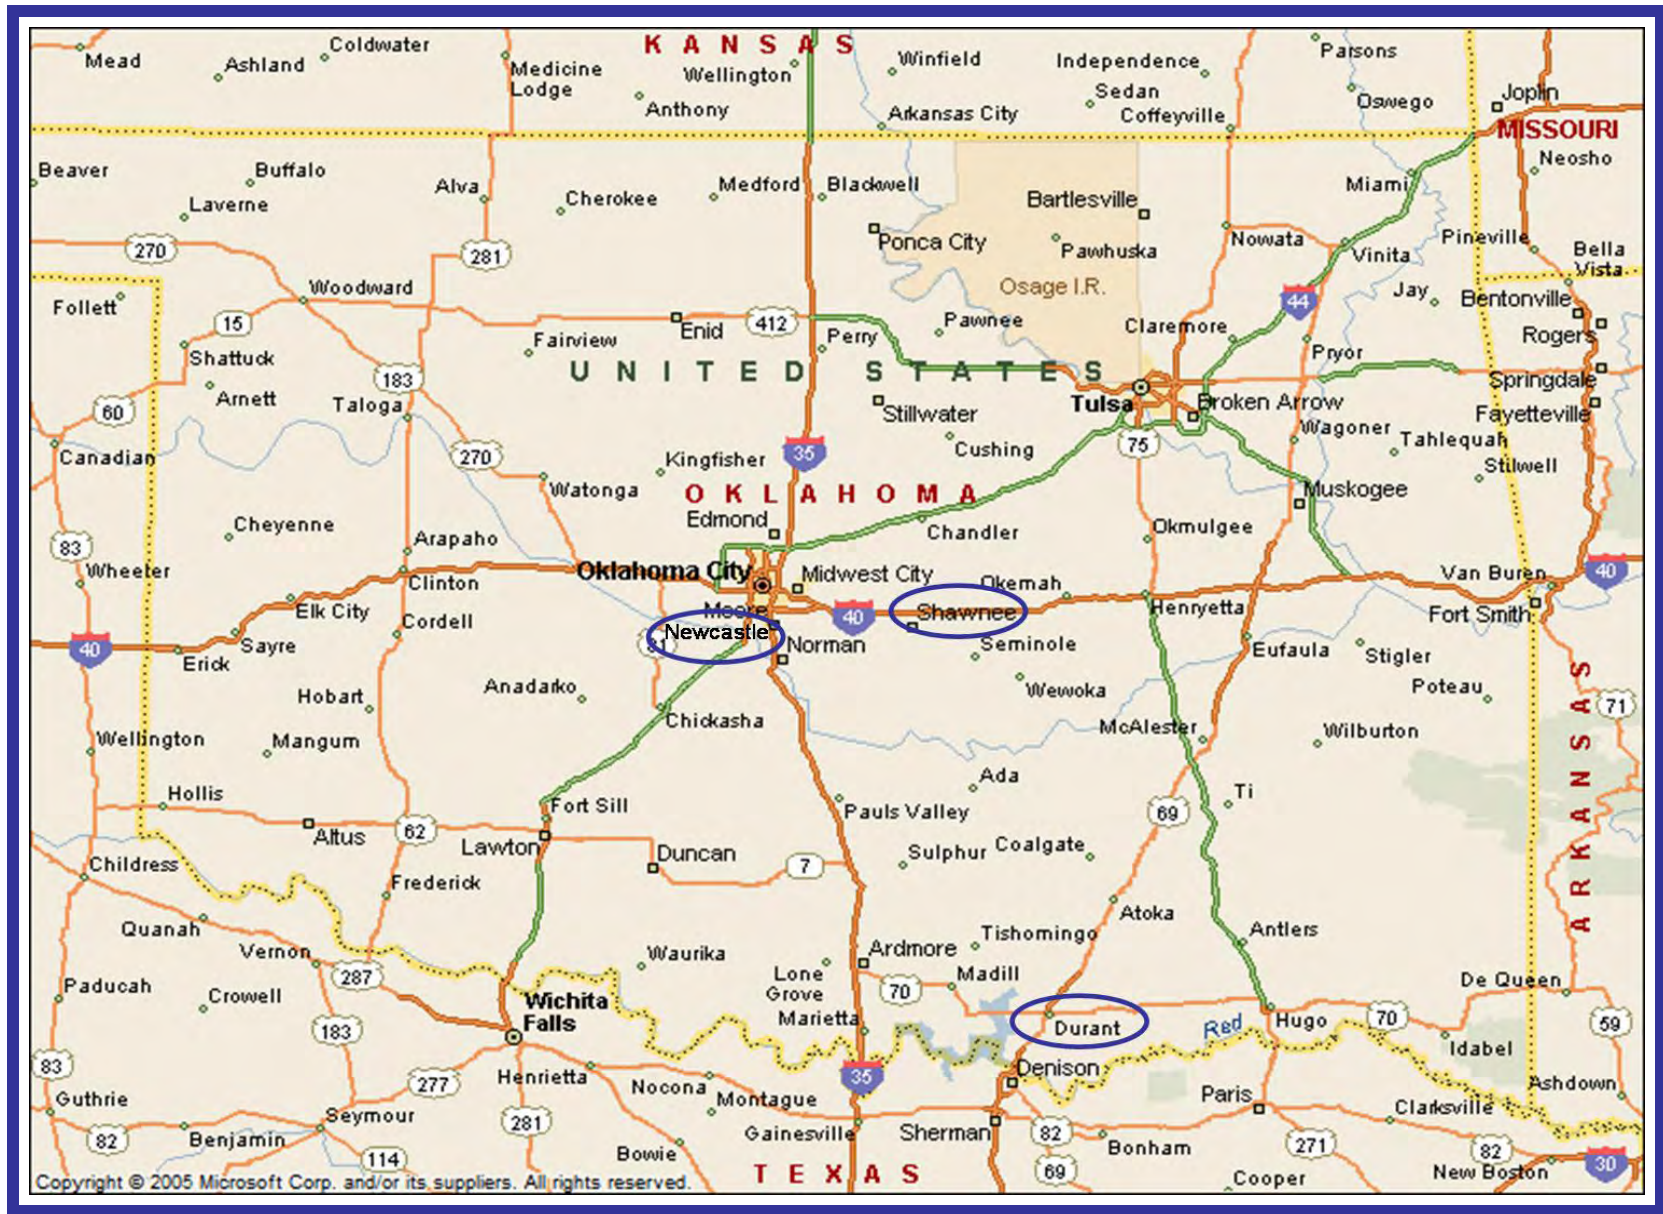 KANSAS
Coldwater
Mead
Ashland
Medicine
Lodge
Wellington
Anthony
Winfield
Arkansas City
Independence
Sedan
Coffeyville
Parsons
Oswego
Joplin
MISSOURI
Neosho
Beaver
Buffalo
Laverne
Alva
Cherokee
Medford
Blackwell
Bartlesville
Miami
Ponca City
Pawhuska
Nowata
Vinita
Pineville
Bella
Vista
270
281
Osage I.R.
44
Jay
Bentonville
Follett
Woodward
15
Enid
412
Perry
Pawnee
Claremore
Rogers
Fairview
Pryor
Shattuck
UNITED STATES
183
Arnett
Taloga
60
Stillwater
Tulsa
Broken Arrow
Springdale
Fayetteville
Wagoner
Tahlequah
75
35
Canadian
270
Kingfisher
Cushing
Stilwell
Watonga
OKLAHOMA
Muskogee
Edmond
Cheyenne
Chandler
Okmulgee
83
Arapaho
Wheeler
Clinton
Oklahoma City
Midwest City
Okemah
Van Buren
40
Elk City
Moore
40
Shawnee
Henryetta
Fort Smith
Cordell
Newcastle
81
Norman
Seminole
Eufaula
Stigler
40
Sayre
Erick
Hobart
Anadarko
Wewoka
Poteau
Chickasha
McAlester
Wilburton
71
Wellington
Mangum
ARKANSAS
Ada
Ti
Hollis
Fort Sill
Pauls Valley
69
Altus
62
Lawton
Duncan
7
Sulphur
Coalgate
Childress
Frederick
Atoka
Quanah
Antlers
Vernon
Waurika
Ardmore
Tishomingo
Lone
Grove
Madill
De Queen
287
Paducah
Crowell
Wichita
Falls
70
Marietta
Durant
Red
Hugo
70
59
183
Idabel
83
Denison
35
277
Henrietta
Nocona
Montague
Paris
Ashdown
Guthrie
Seymour
281
Clarksville
82
Benjamin
Gainesville
Sherman
82
Bonham
271
82
114
Bowie
69
Cooper
New Boston
30
TEXAS
Copyright © 2005 Microsoft Corp. and/or its suppliers. All rights reserved.